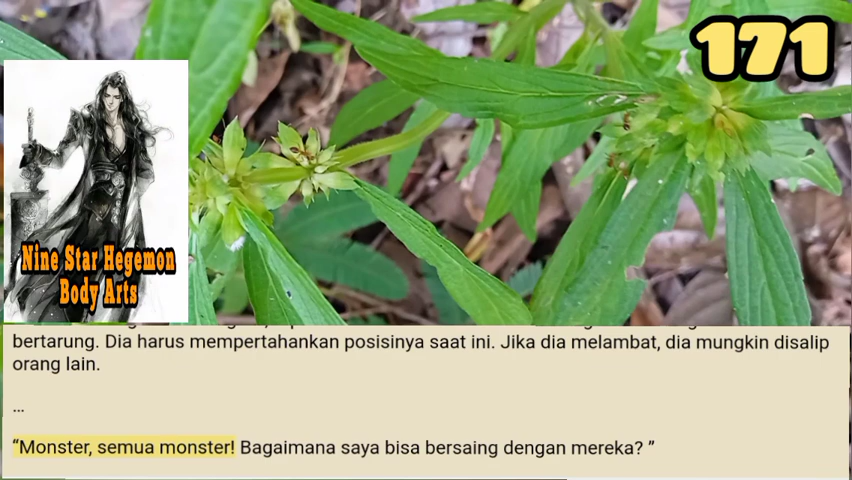 171
Nine Star Hegemon
Body Arts
bertarung. Dia harus mempertahankan posisinya saat ini. Jika dia melambat, dia mungkin disalip
orang lain.
...
“Monster, semua monster! Bagaimana saya bisa bersaing dengan mereka? ”